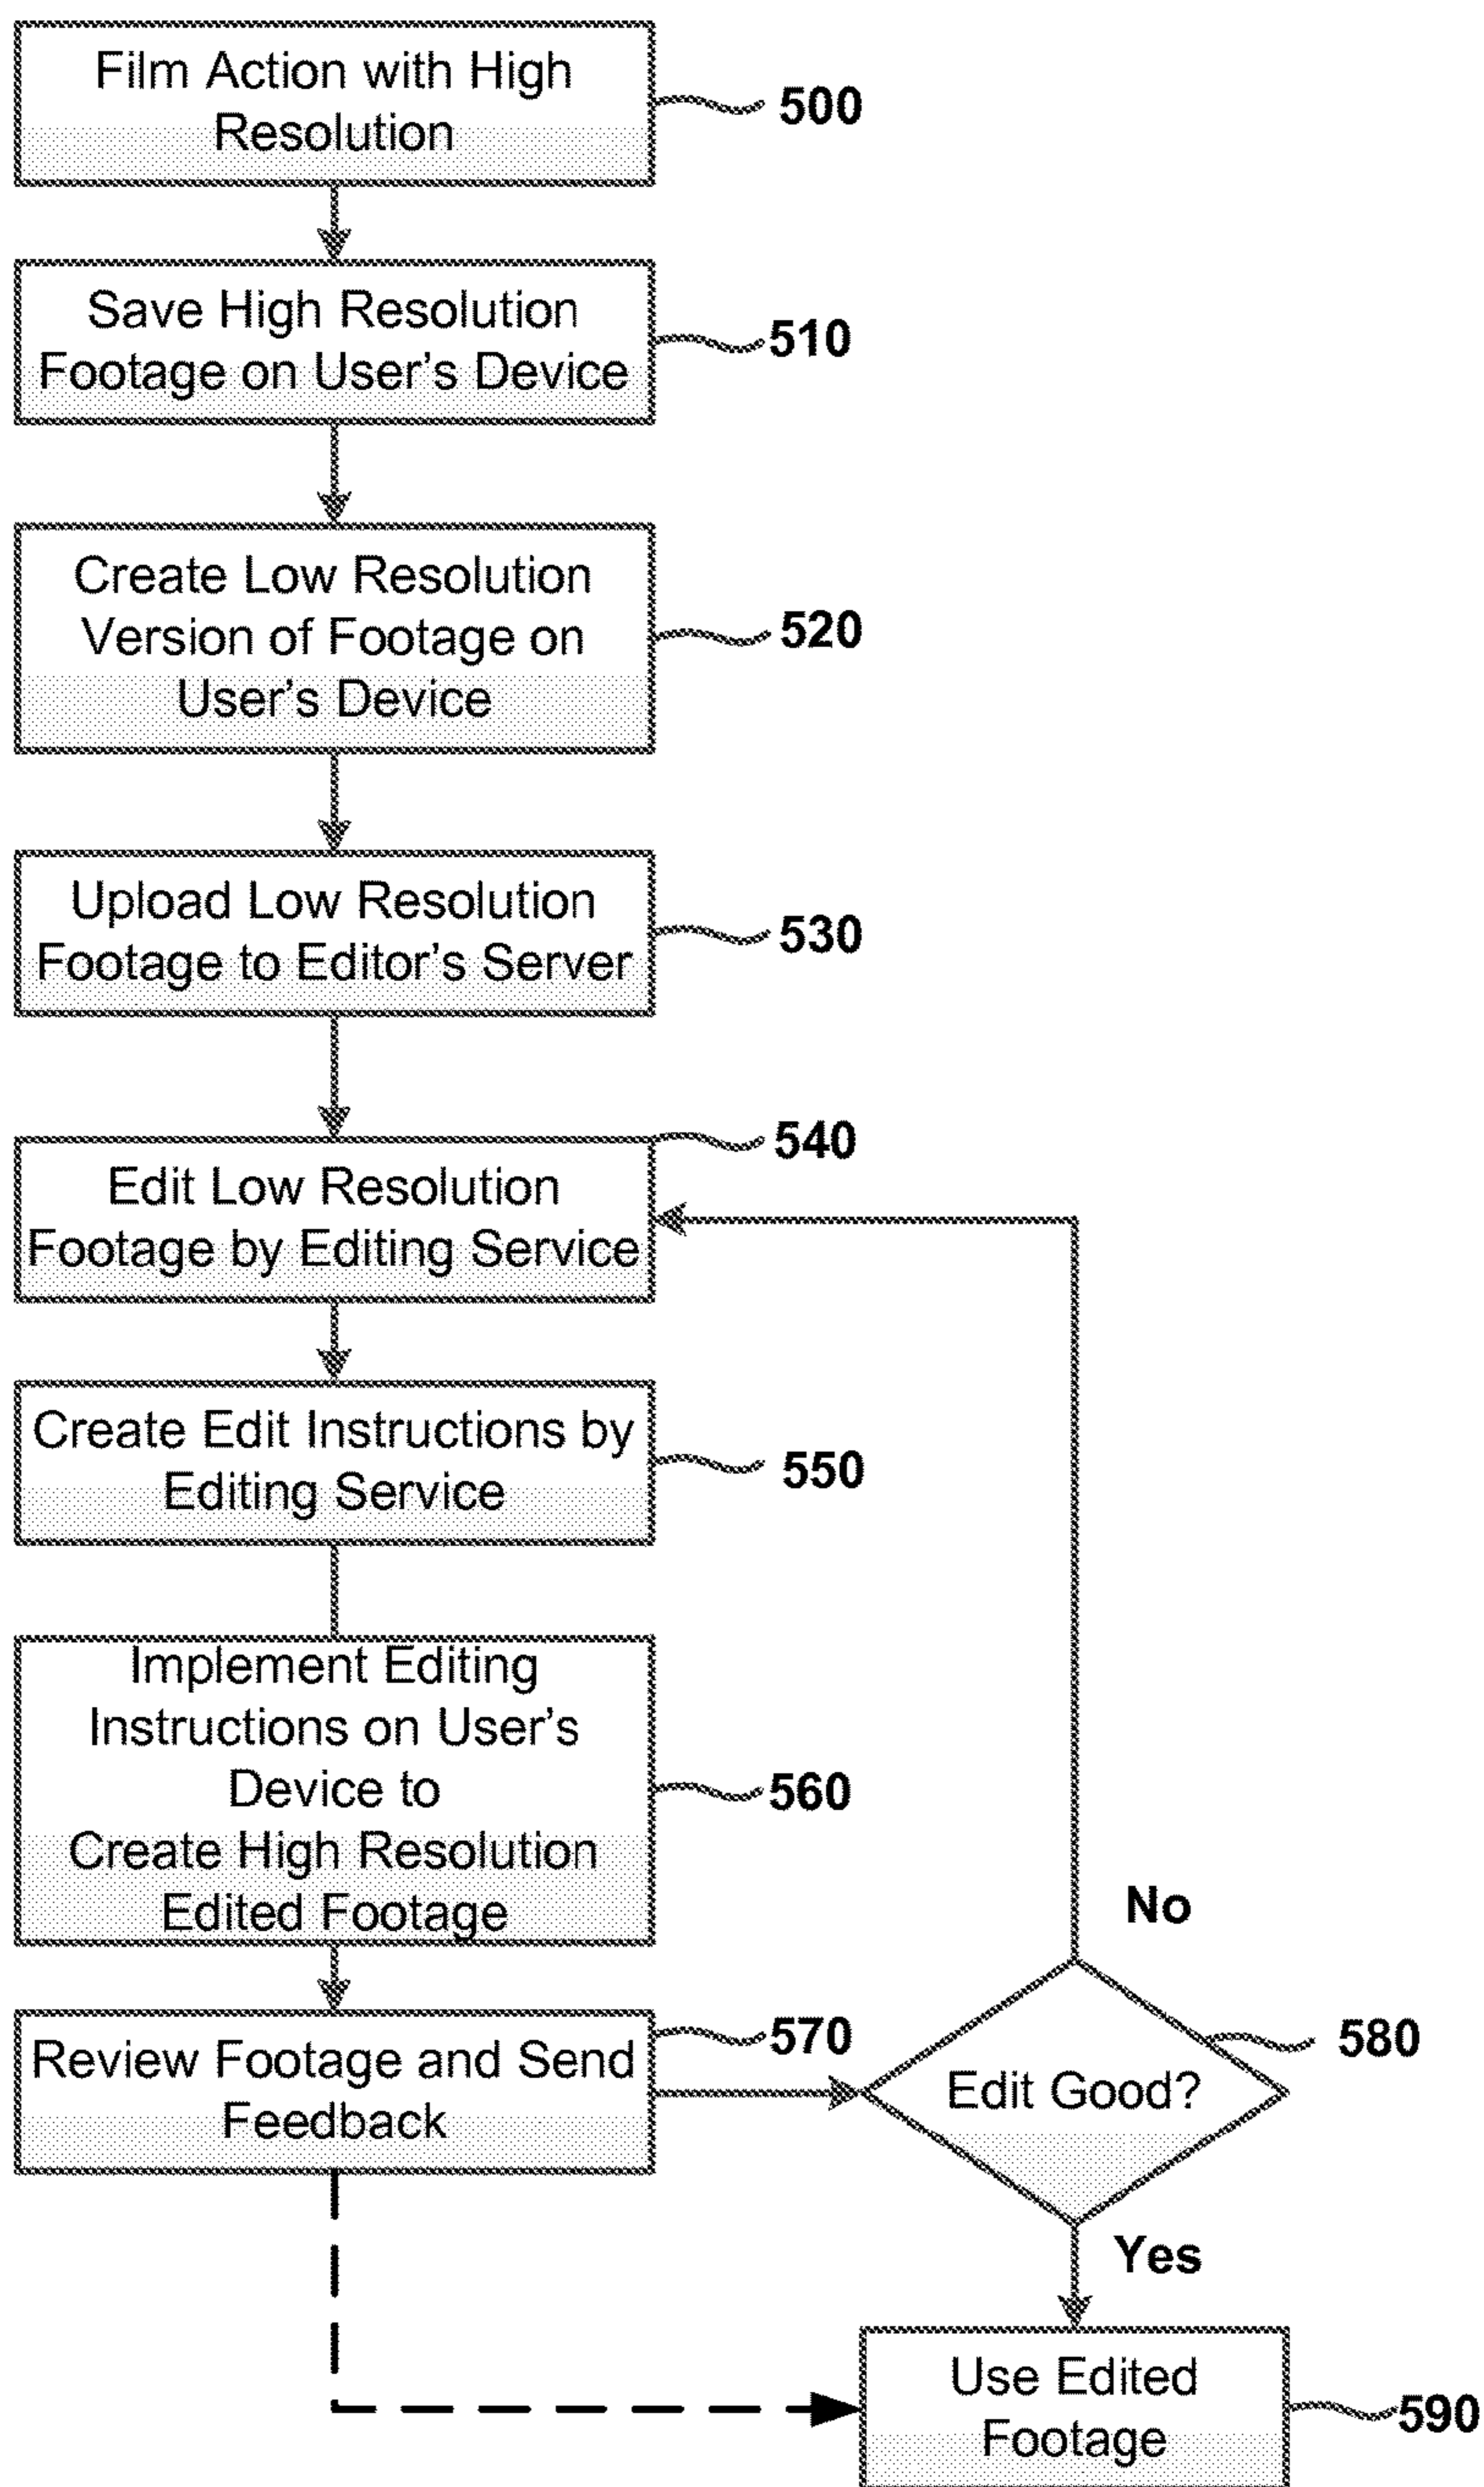 Film Action with High
Resolution
500
Save High Resolution
Footage on User's Device
510
Create Low Resolution
Version of Footage on
User's Device
520
Upload Low Resolution
Footage to Editor's Server
530
540
Edit Low Resolution
Footage by Editing Service
Create Edit Instructions by
Editing Service
550
Implement Editing
Instructions on User's
Device to
Create High Resolution
Edited Footage
560
No
Review Footage and Send
Feedback
570
Edit Good?
580
Yes
Use Edited
Footage
590